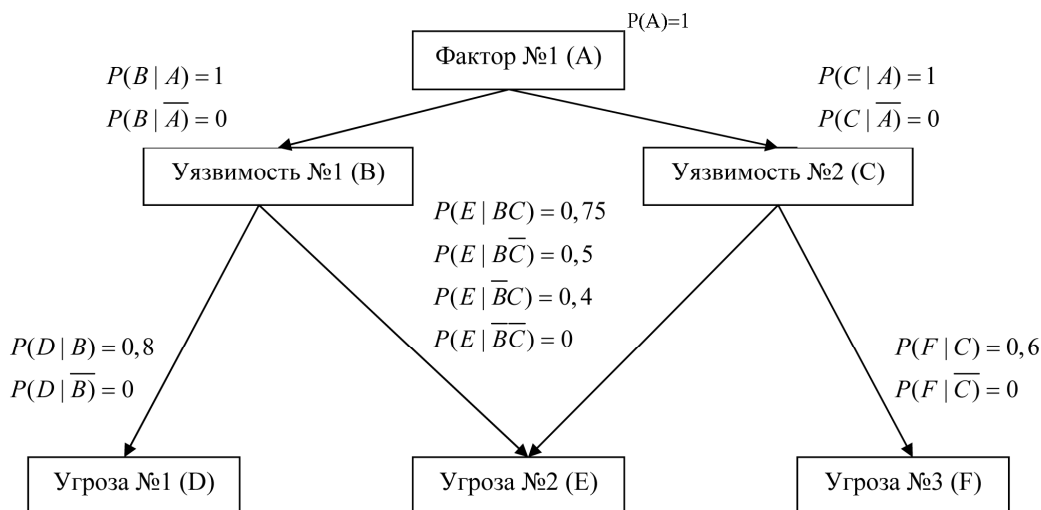 P(A)=1
Фактор №1 (A)
P(B | A) = 1
P(B | A̅) = 0
P(C | A) = 1
P(C | A̅) = 0
Уязвимость №1 (B)
Уязвимость №2 (C)
P(E | BC) = 0,75
P(E | BC̅) = 0,5
P(E | B̅C) = 0,4
P(E | B̅C̅) = 0
P(D | B) = 0,8
P(D | B̅) = 0
P(F | C) = 0,6
P(F | C̅) = 0
Угроза №1 (D)
Угроза №2 (E)
Угроза №3 (F)